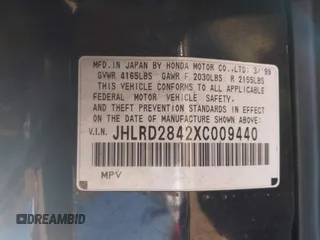 MFD. IN JAPAN BY HONDA MOTOR CO.,LTD. 3/'99
GVWR 4165LBS GAWR F 2030LBS R 2155LBS
THIS VEHICLE CONFORMS TO ALL APPLICABLE
FEDERAL MOTOR VEHICLE SAFETY,
AND THEFT PREVENTION STANDARDS IN EFFECT
ON THE DATE OF MANUFACTURE SHOWN ABOVE.
V.I.N. JHLRD2842XC009440
MPV
DREAMBID